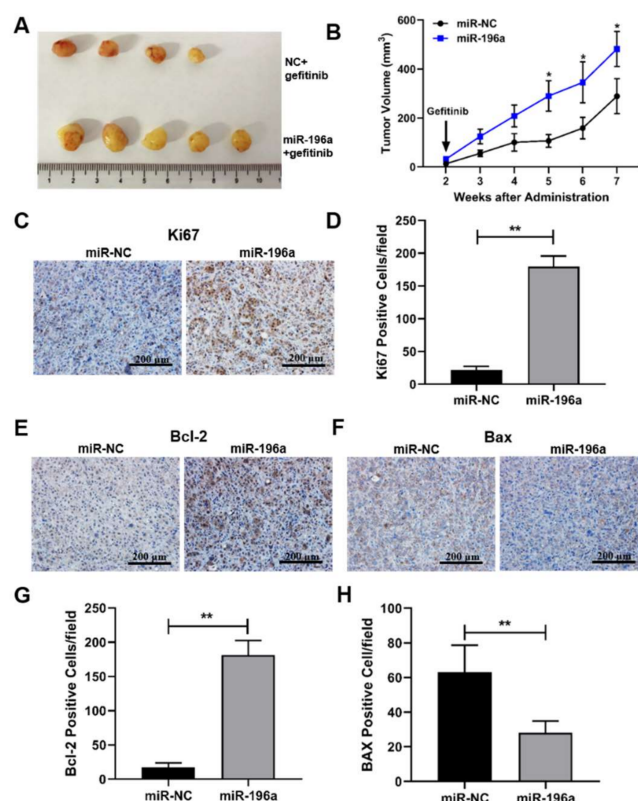 A
NC+
gefitinib
miR-196a
+gefitinib
1 2 3 4 5 6 7 8 9 10 1
B
miR-NC
miR-196a
Tumor Volume (mm³)
600
400
200
0
Gefitinib
* * *
2 3 4 5 6 7
Weeks after Administration
C
Ki67
miR-NC miR-196a
200 μm 200 μm
D
Ki67 Positive Cells/field
250
200
150
100
50
0
**
miR-NC miR-196a
E
Bcl-2
miR-NC miR-196a
200 μm 200 μm
F
Bax
miR-NC miR-196a
200 μm 200 μm
G
Bcl-2 Positive Cells/field
250
200
150
100
50
0
**
miR-NC miR-196a
H
BAX Positive Cell/field
80
60
40
20
0
**
miR-NC miR-196a